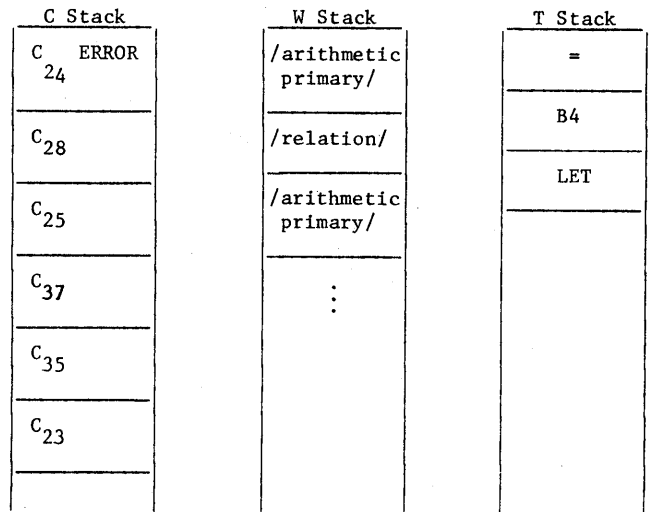 C Stack
W Stack
T Stack
C24 ERROR
/arithmetic
primary/
=
C28
/relation/
B4
C25
/arithmetic
primary/
LET
C37
⋮
C35
C23